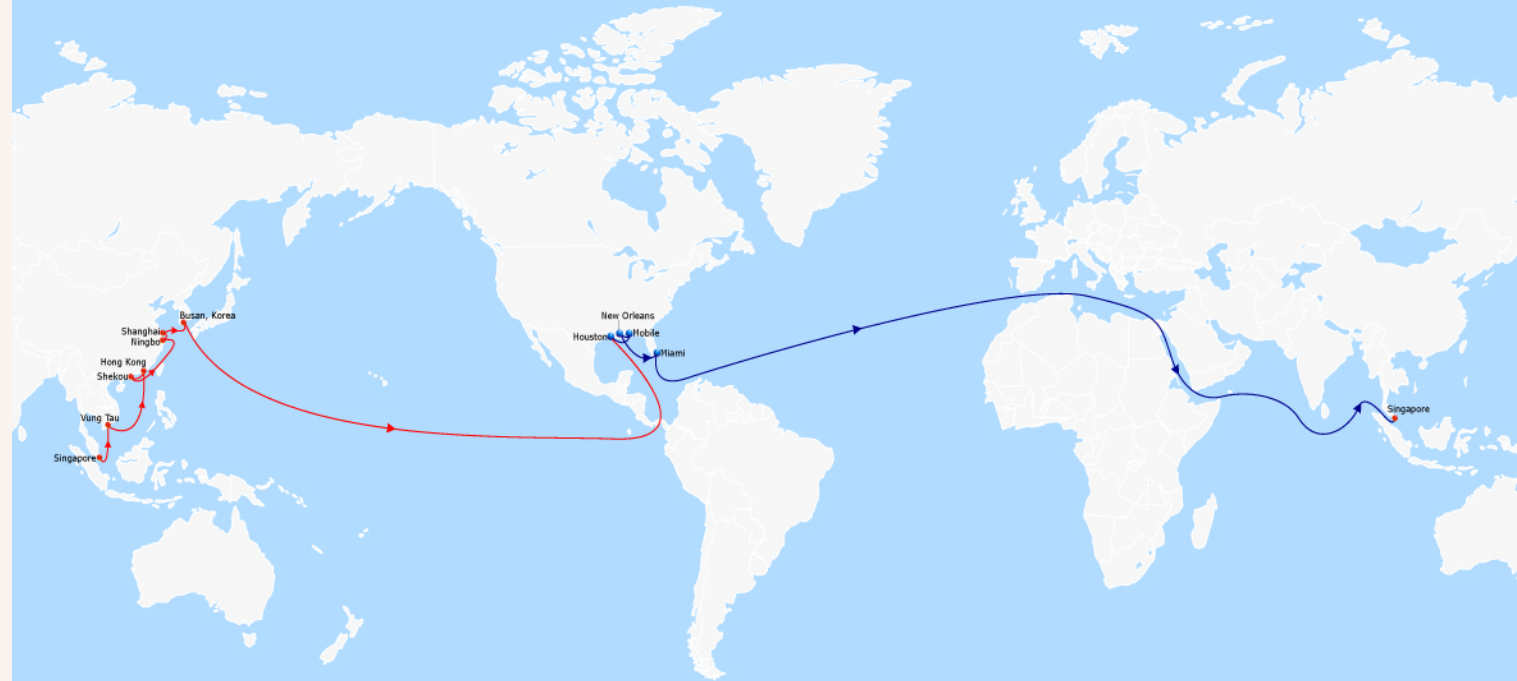 New Orleans
Busan, Korea
Shanghai
Houston
Mobile
Ningbo
Miami
Hong Kong
Shekou
Singapore
Vung Tau
Singapore